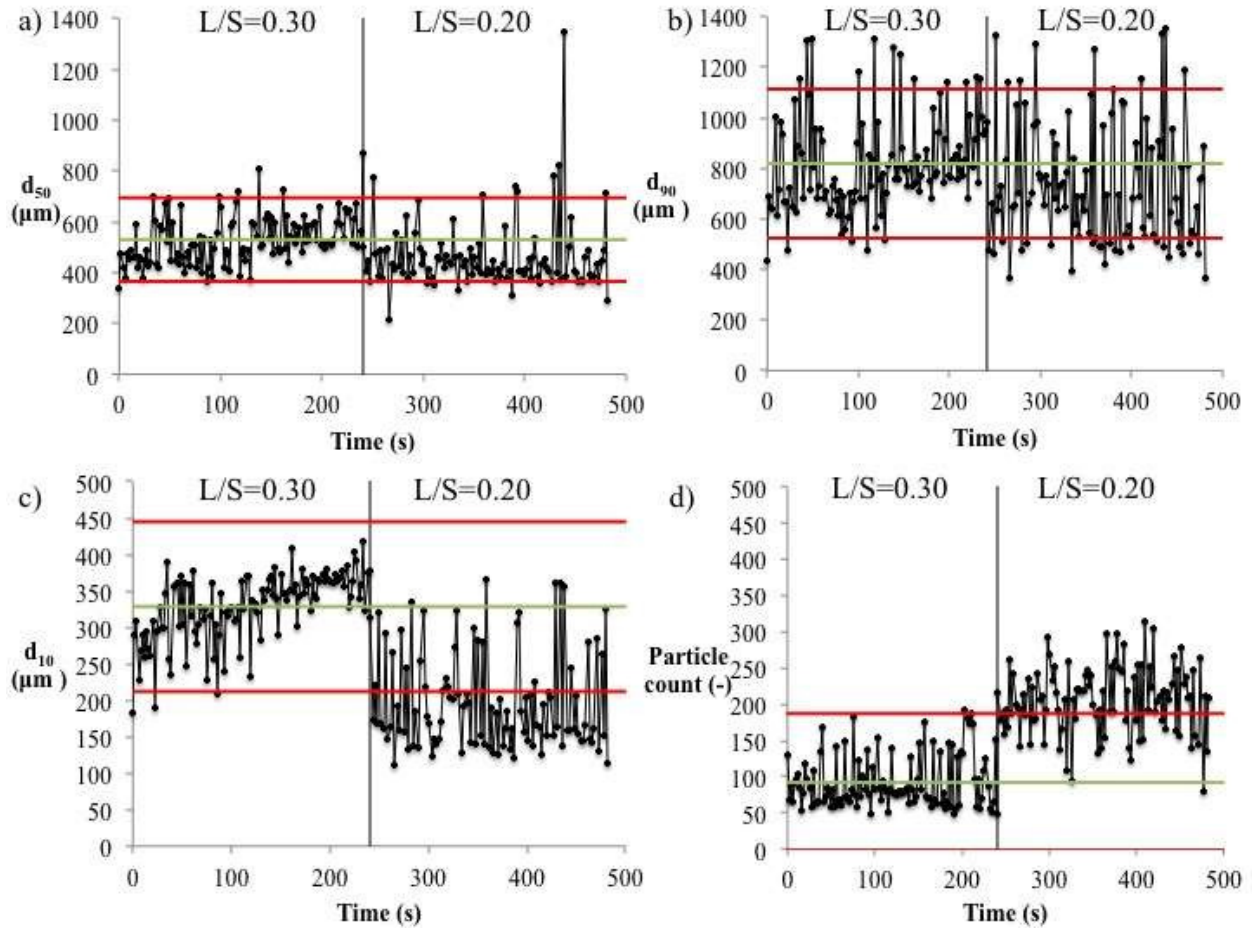 a)
L/S=0.30 L/S=0.20
1400
1200
1000
800
600
400
200
0
d50
(µm)
0 100 200 300 400 500
Time (s)
b)
L/S=0.30 L/S=0.20
1400
1200
1000
800
600
400
200
0
d90
(µm )
0 100 200 300 400 500
Time (s)
c)
L/S=0.30 L/S=0.20
500
450
400
350
300
250
200
150
100
50
0
d10
(µm )
0 100 200 300 400 500
Time (s)
d)
L/S=0.30 L/S=0.20
500
450
400
350
300
250
200
150
100
50
0
Particle
count (-)
0 100 200 300 400 500
Time (s)